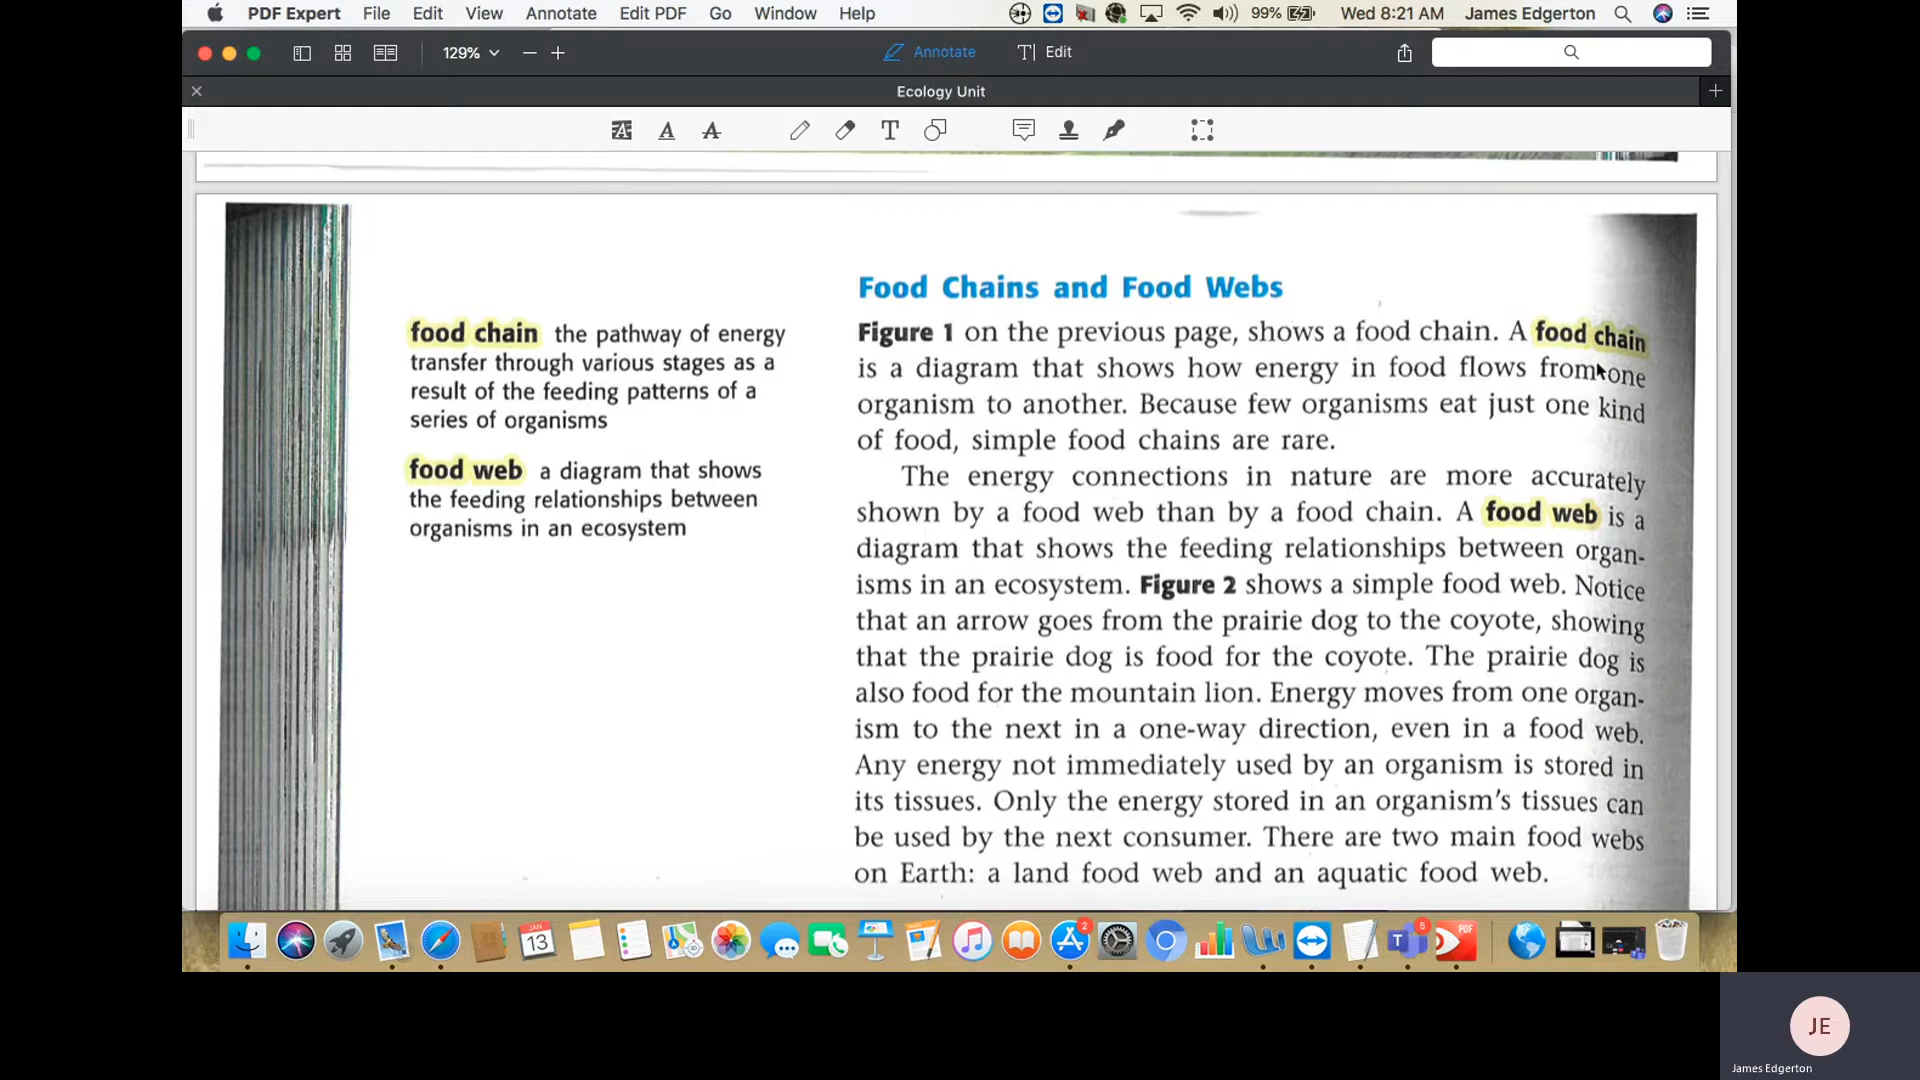 PDF Expert File Edit View Annotate Edit PDF Go Window Help 99% Wed 8:21 AM James Edgerton
129% Annotate Edit
Ecology Unit
Food Chains and Food Webs
food chain the pathway of energy
transfer through various stages as a
result of the feeding patterns of a
series of organisms
food web a diagram that shows
the feeding relationships between
organisms in an ecosystem
Figure 1 on the previous page, shows a food chain. A food chain
is a diagram that shows how energy in food flows from one
organism to another. Because few organisms eat just one kind
of food, simple food chains are rare.
The energy connections in nature are more accurately
shown by a food web than by a food chain. A food web is a
diagram that shows the feeding relationships between organ-
isms in an ecosystem. Figure 2 shows a simple food web. Notice
that an arrow goes from the prairie dog to the coyote, showing
that the prairie dog is food for the coyote. The prairie dog is
also food for the mountain lion. Energy moves from one organ-
ism to the next in a one-way direction, even in a food web.
Any energy not immediately used by an organism is stored in
its tissues. Only the energy stored in an organism's tissues can
be used by the next consumer. There are two main food webs
on Earth: a land food web and an aquatic food web.
JAN
13
2
5
PDF
JE
James Edgerton